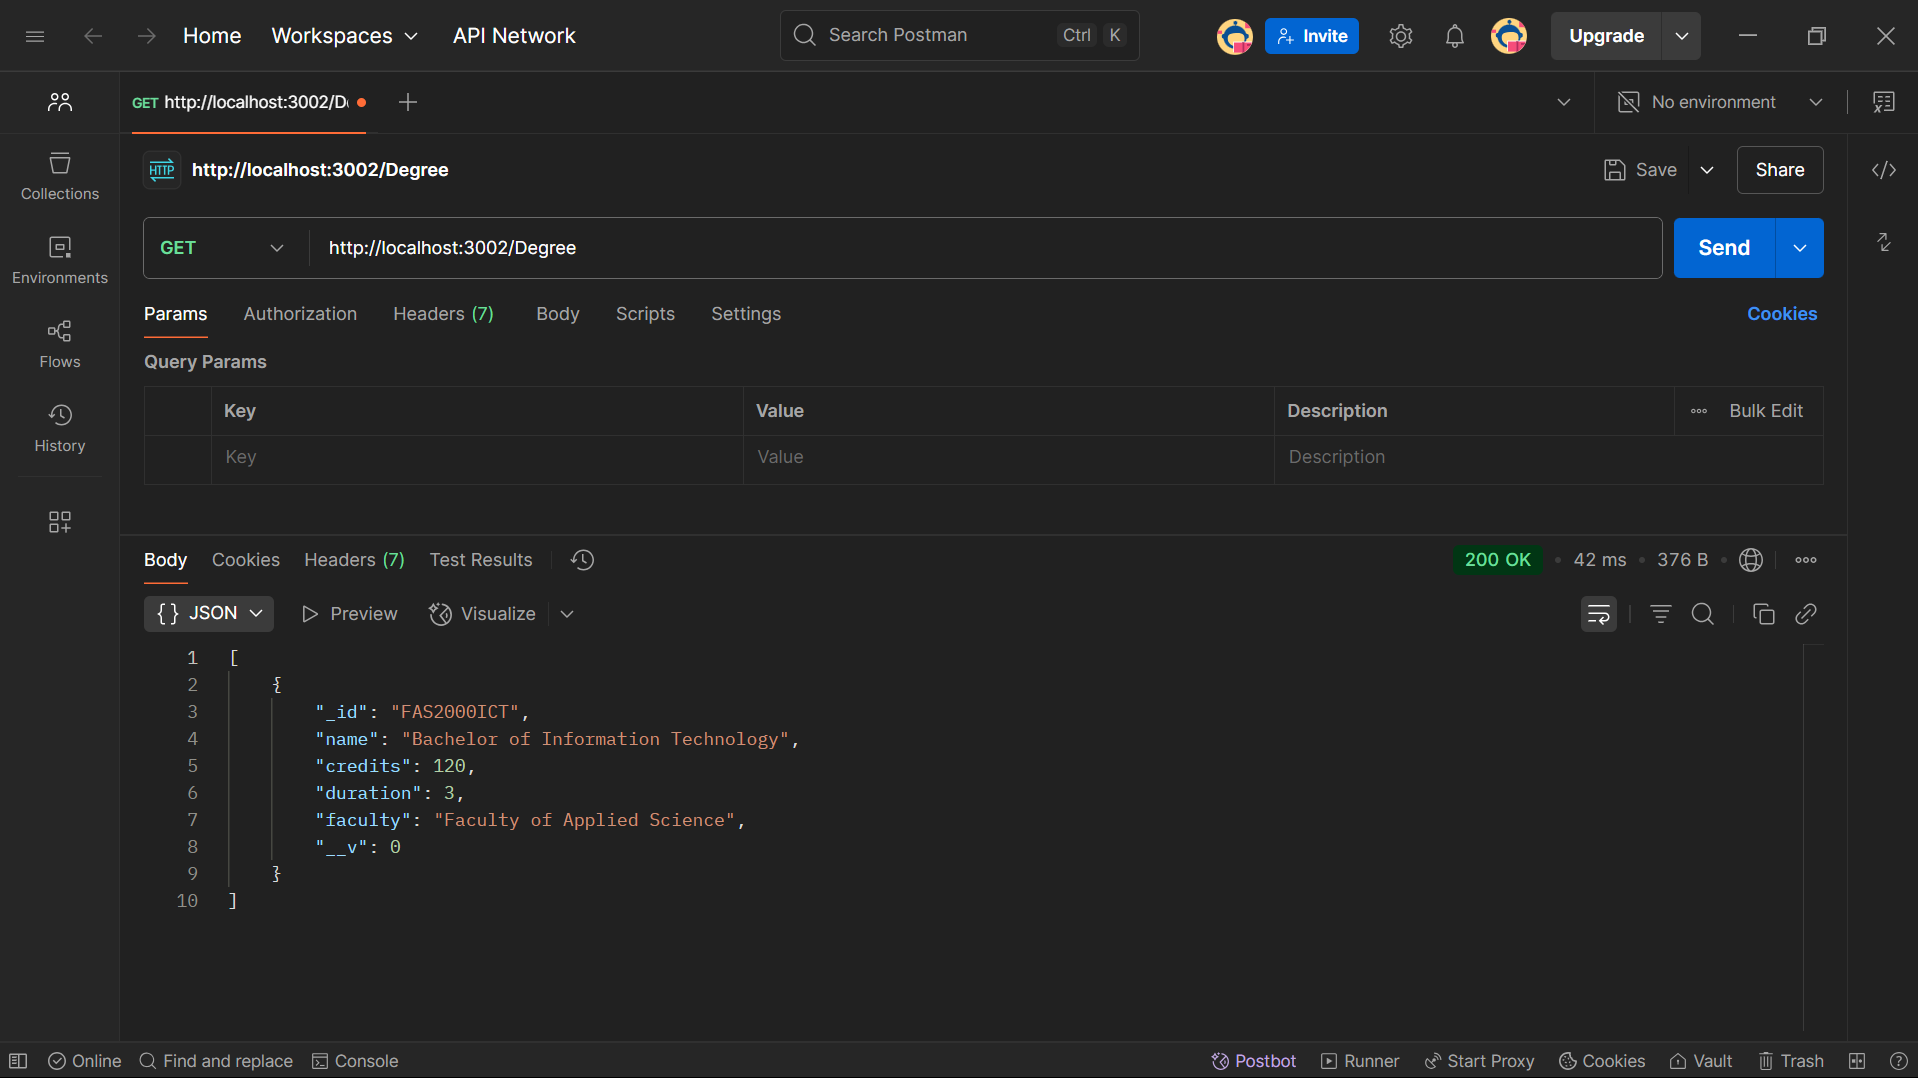 Home Workspaces API Network Search Postman Ctrl K Invite Upgrade
GET http://localhost:3002/D No environment
HTTP http://localhost:3002/Degree Save Share
GET http://localhost:3002/Degree Send
Params Authorization Headers (7) Body Scripts Settings Cookies
Query Params
Key Value Description Bulk Edit
Key Value Description
Collections
Environments
Flows
History
Body Cookies Headers (7) Test Results 200 OK • 42 ms • 376 B •
{} JSON Preview Visualize
1 [
2 {
3 "_id": "FAS2000ICT",
4 "name": "Bachelor of Information Technology",
5 "credits": 120,
6 "duration": 3,
7 "faculty": "Faculty of Applied Science",
8 "__v": 0
9 }
10 ]
Online Find and replace Console Postbot Runner Start Proxy Cookies Vault Trash